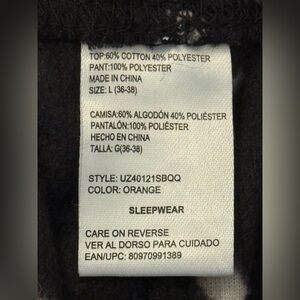 TOP:60% COTTON 40% POLYESTER
PANT:100% POLYESTER
MADE IN CHINA
SIZE: L (36-38)
CAMISA:60% ALGODÓN 40% POLIÉSTER
PANTALÓN:100% POLIÉSTER
HECHO EN CHINA
TALLA: G(36-38)
STYLE: UZ40121SBQQ
COLOR: ORANGE
SLEEPWEAR
CARE ON REVERSE
VER AL DORSO PARA CUIDADO
EAN/UPC: 80970991389